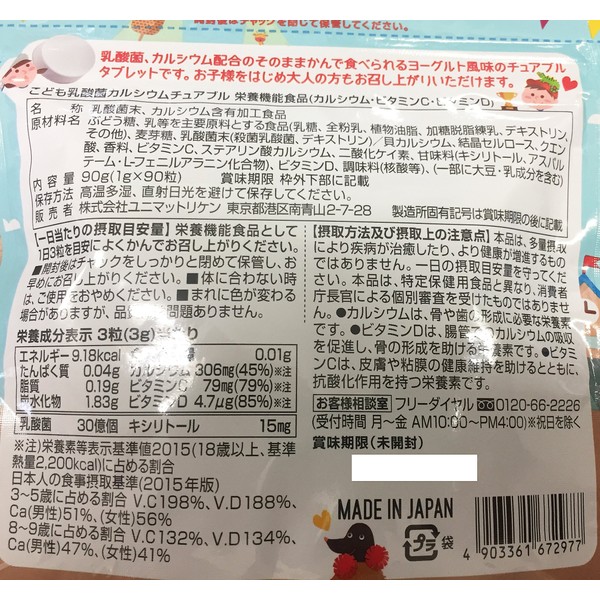 開封後はチャックを閉じて保管してください。
乳酸菌、カルシウム配合のそのままかんで食べられるヨーグルト風味のチュアブル
タブレットです。お子様をはじめ大人の方もお召し上がりいただけます。
こども乳酸菌カルシウムチュアブル 栄養機能食品(カルシウム・ビタミンC・ビタミンD)
名 称 乳酸菌末、カルシウム含有加工食品
原材料名 ぶどう糖、乳等を主要原料とする食品(乳糖、全粉乳、植物油脂、加糖脱脂練乳、デキストリン、
その他)、麦芽糖、乳酸菌末(殺菌乳酸菌、デキストリン)/貝カルシウム、結晶セルロース、クエン
酸、香料、ビタミンC、ステアリン酸カルシウム、二酸化ケイ素、甘味料(キシリトール、アスパル
テーム・L-フェニルアラニン化合物)、ビタミンD、調味料(核酸等)、(一部に大豆・乳成分を含む)
内 容 量 90g(1g×90粒) 賞味期限 枠外下部に記載
保存方法 高温多湿、直射日光を避けて保存してください。
販 売 者 株式会社ユニマットリケン 東京都港区南青山2-7-28 製造所固有記号は賞味期限の後に記載
【一日当たりの摂取目安量】栄養機能食品として
1日3粒を目安によくかんでお召し上がりください。
■開封後はチャックをしっかりと閉めて保管し、お
早めにお召し上がりください。■体に合わない時
は、ご使用をおやめください。■まれに色が変わる
場合がありますが、品質に問題ありません。
栄養成分表示 3粒(3g)当たり
エネルギー 9.18kcal 0.01g
たんぱく質 0.04g カルシウム 306mg(45%)※注
脂質 0.19g ビタミンC 79mg(79%)※注
炭水化物 1.83g ビタミンD 4.7μg(85%)※注
乳酸菌 30億個 キシリトール 15mg
※注)栄養素等表示基準値2015(18歳以上、基準
熱量2,200kcal)に占める割合
日本人の食事摂取基準(2015年版)
3~5歳に占める割合 V.C198%、V.D188%、
Ca(男性)51%、(女性)56%
8~9歳に占める割合 V.C132%、V.D134%、
Ca(男性)47%、(女性)41%
【摂取方法及び摂取上の注意点】本品は、多量摂取
により疾病が治癒したり、より健康が増進するもの
ではありません。一日の摂取目安量を守ってくだ
さい。本品は、特定保健用食品と異なり、消費者
庁長官による個別審査を受けたものではありませ
ん。●カルシウムは、骨や歯の形成に必要な栄養素
です。●ビタミンDは、腸管でのカルシウムの吸収
を促進し、骨の形成を助ける栄養素です。●ビタミ
ンCは、皮膚や粘膜の健康維持を助けるとともに、
抗酸化作用を持つ栄養素です。
お客様相談室 フリーダイヤル 0120-66-2226
(受付時間 月~金 AM10:00~PM4:00)※祝日を除く
賞味期限(未開封)
MADE IN JAPAN
プラ 袋
4 903361 672977